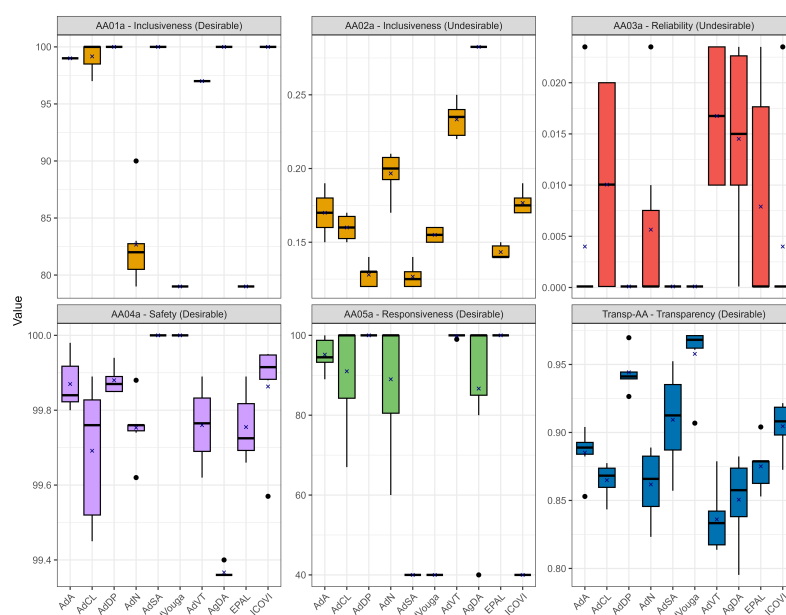 AA01a - Inclusiveness (Desirable)
AA02a - Inclusiveness (Undesirable)
AA03a - Reliability (Undesirable)
100
95
90
85
80
0.25
0.20
0.15
0.020
0.015
0.010
0.005
0.000
Value
AA04a - Safety (Desirable)
AA05a - Responsiveness (Desirable)
Transp-AA - Transparency (Desirable)
100.0
99.8
99.6
99.4
100
80
60
40
0.95
0.90
0.85
0.80
AdA AdCL AdDP AdN AdSA AdVouga AdVT AgDA EPAL ICOVI
AdA AdCL AdDP AdN AdSA AdVouga AdVT AgDA EPAL ICOVI
AdA AdCL AdDP AdN AdSA AdVouga AdVT AgDA EPAL ICOVI